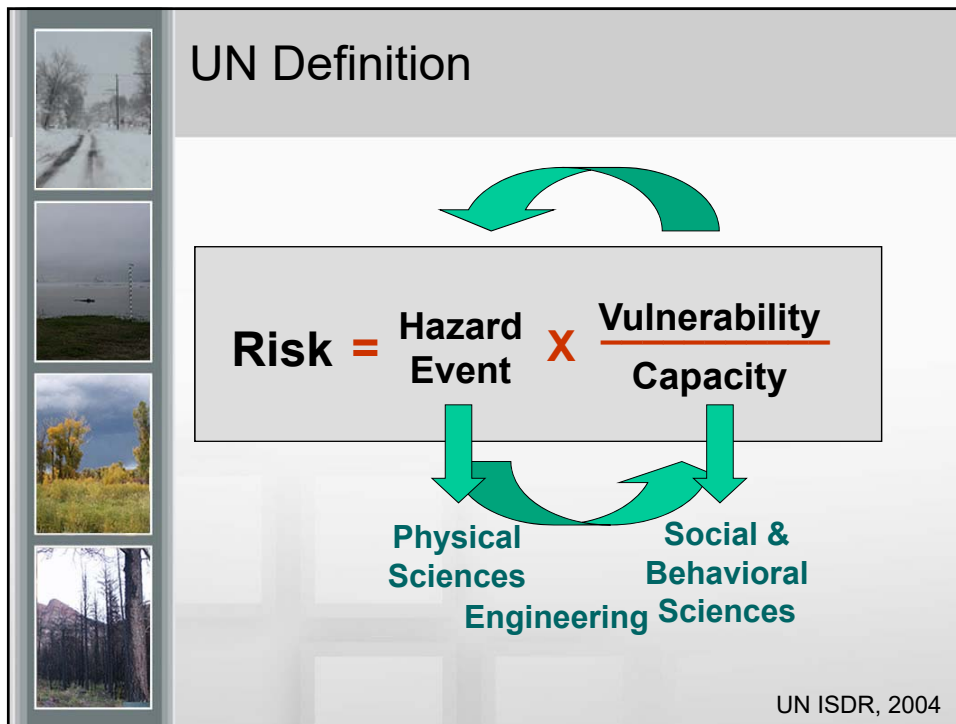 UN Definition
Risk = Hazard Event X Vulnerability
Capacity
Physical Sciences
Social & Behavioral Sciences
Engineering
UN ISDR, 2004